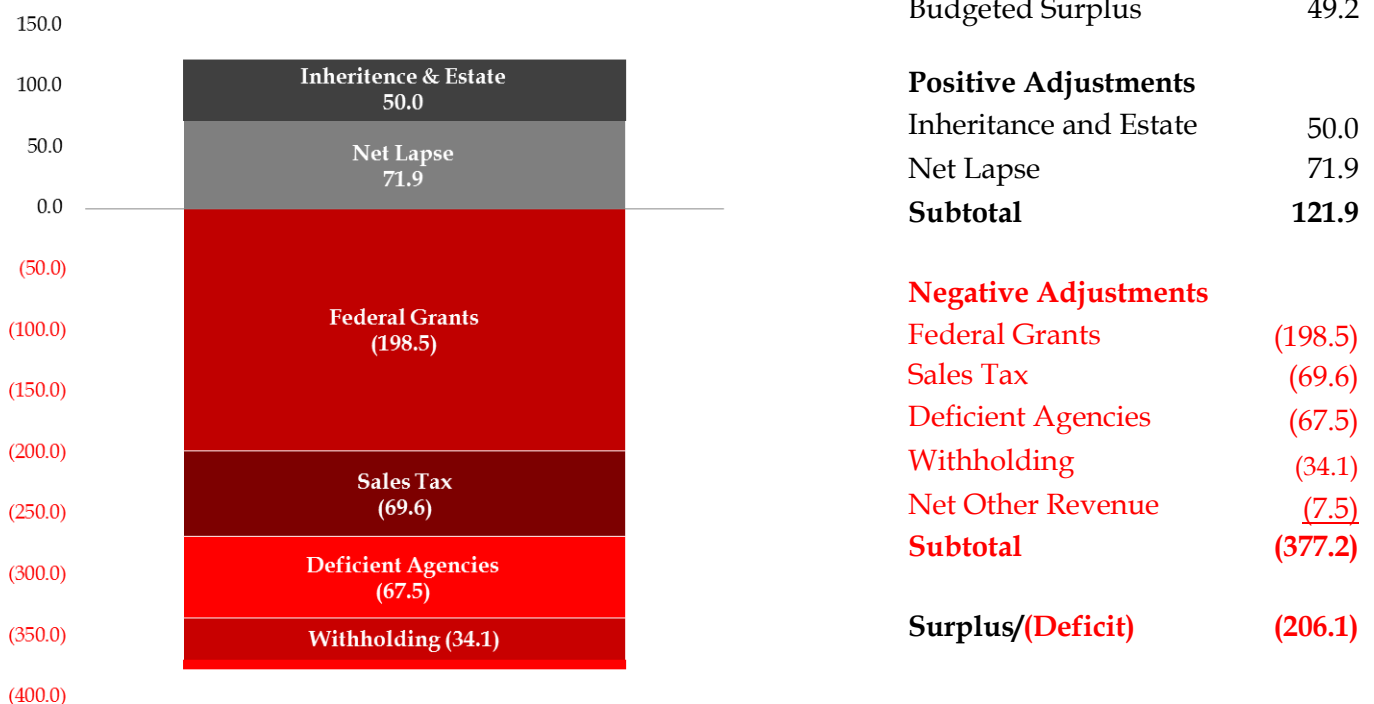 150.0
100.0
50.0
0.0
(50.0)
(100.0)
(150.0)
(200.0)
(250.0)
(300.0)
(350.0)
(400.0)
Inheritence & Estate
50.0
Net Lapse
71.9
Federal Grants
(198.5)
Sales Tax
(69.6)
Deficient Agencies
(67.5)
Withholding (34.1)
Budgeted Surplus 49.2
Positive Adjustments
Inheritance and Estate 50.0
Net Lapse 71.9
Subtotal 121.9
Negative Adjustments
Federal Grants (198.5)
Sales Tax (69.6)
Deficient Agencies (67.5)
Withholding (34.1)
Net Other Revenue (7.5)
Subtotal (377.2)
Surplus/(Deficit) (206.1)